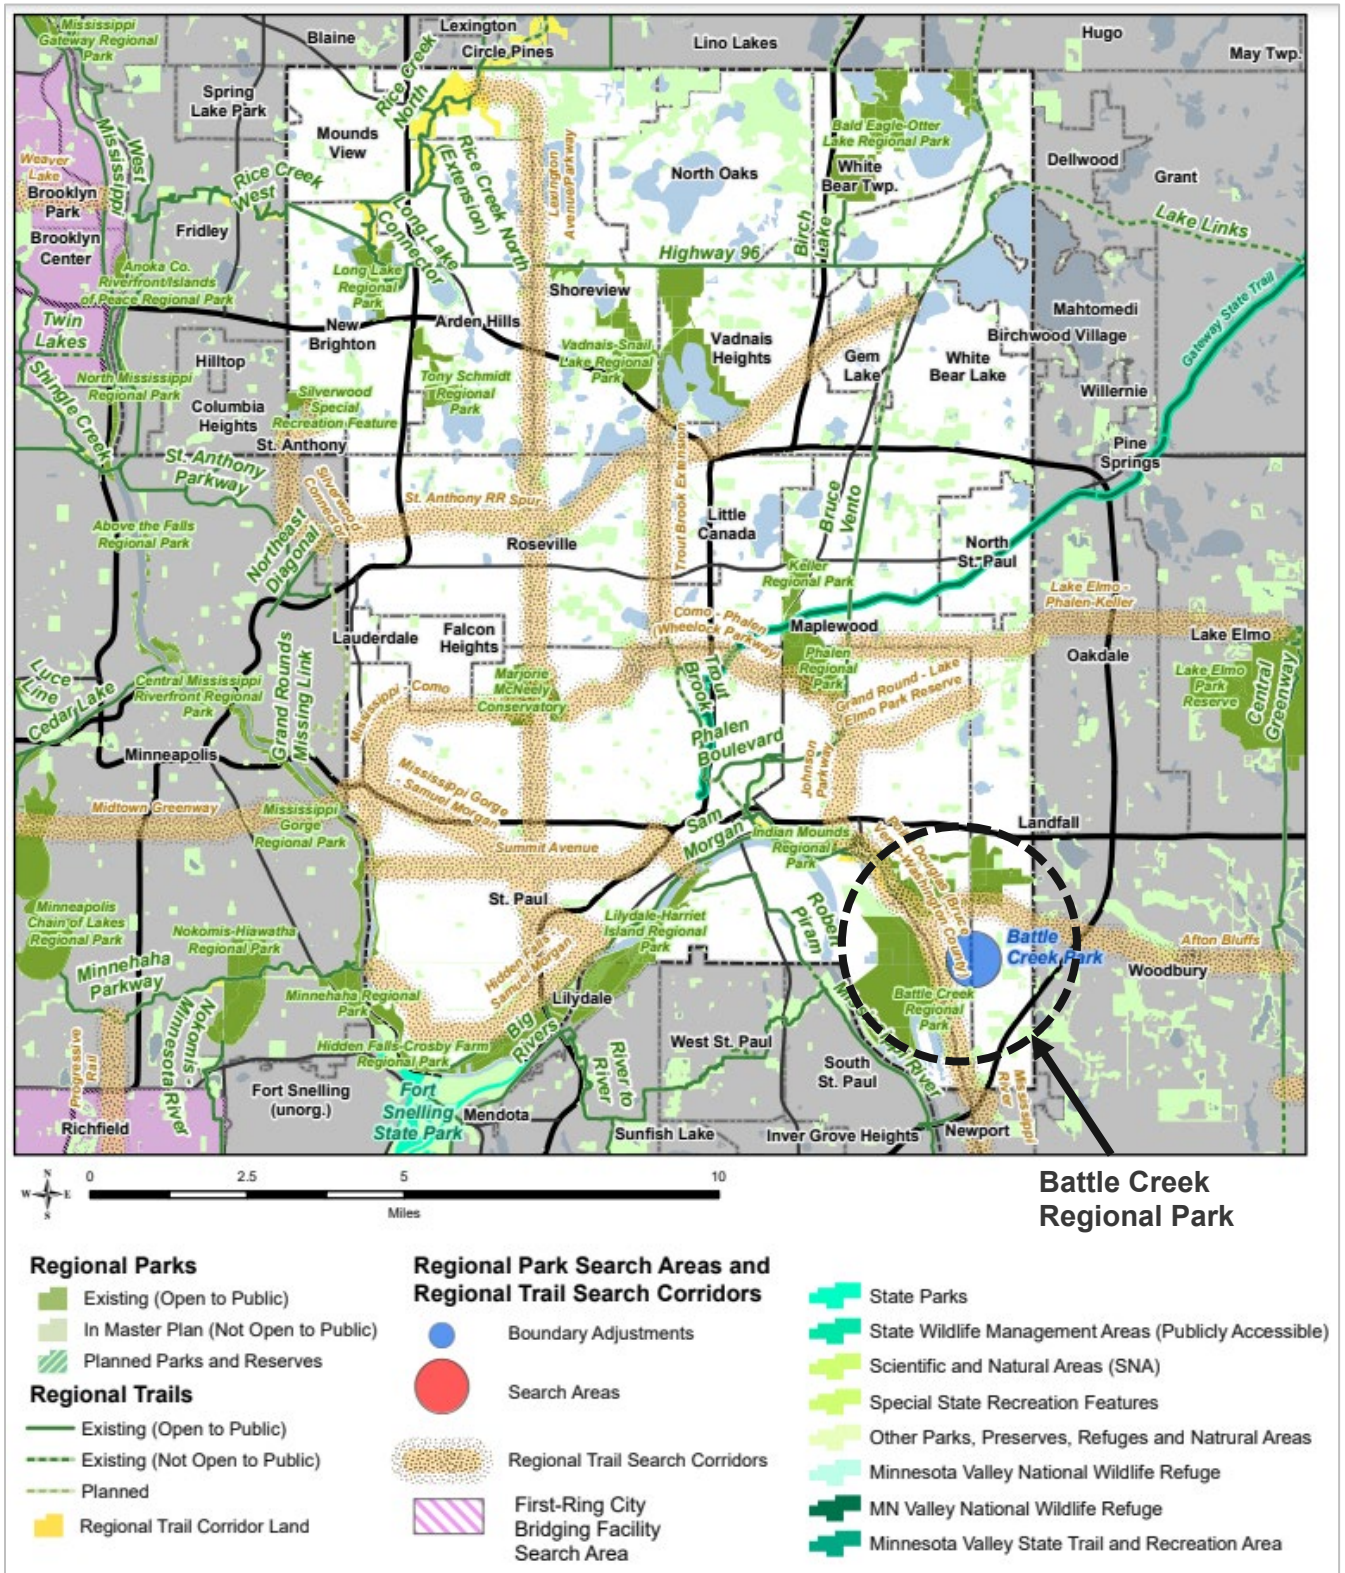 Mississippi
Gateway Regional
Park
Blaine
Lexington
Circle Pines
Lino Lakes
Hugo
May Twp.
Spring
Lake Park
Rice Creek
North
Mounds
View
Lexington
Avenue/Parkway
Rice Creek North
(Extension)
North Oaks
Bald Eagle-Otter
Lake Regional Park
White
Bear Twp.
Dellwood
Grant
Weaver
Lake
Brooklyn
Park
West
Mississippi
Rice Creek
West
Fridley
Brooklyn
Center
Long Lake
Connector
Birch
Lake
Highway 96
Lake Links
Anoka Co.
Riverfront/Islands
of Peace Regional Park
Long Lake
Regional
Park
Shoreview
Gateway State Trail
Mahtomedi
Twin
Lakes
New
Brighton
Arden Hills
Vadnais-Snail
Lake Regional
Park
Vadnais
Heights
Birchwood Village
Hilltop
Gem
Lake
White
Bear Lake
Shingle Creek
North Mississippi
Regional Park
Columbia
Heights
Silverwood
Special
Recreation Feature
Tony Schmidt
Regional
Park
Willernie
St. Anthony
Pine
Springs
St. Anthony
Parkway
Silverwood
Connector
St. Anthony RR Spur
Trout Brook Extension
Bruce
Vento
Above the Falls
Regional Park
Northeast
Diagonal
Roseville
Little
Canada
North
St. Paul
Keller
Regional Park
Lake Elmo -
Phalen-Keller
Como - Phalen
(Wheelock Parkway)
Maplewood
Lauderdale
Falcon
Heights
Lake Elmo
Oakdale
Luce
Line
Cedar Lake
Central Mississippi
Riverfront Regional
Park
Grand Rounds
Missing Link
Mississippi - Como
Marjorie
McNeely
Conservatory
Trout
Brook
Phalen
Regional
Park
Grand Round - Lake
Elmo Park Reserve
Lake Elmo
Park
Reserve
Central
Greenway
Phalen
Boulevard
Johnson
Parkway
Minneapolis
Mississippi Gorge
- Samuel Morgan
Midtown Greenway
Mississippi
Gorge
Regional Park
Sam
Morgan
Indian Mounds
Regional
Park
Landfall
Summit Avenue
St. Paul
Minneapolis
Chain of Lakes
Regional Park
Nokomis-Hiawatha
Regional Park
Lilydale-Harriet
Island Regional
Park
Robert
Piram
Battle
Creek Park
Afton Bluffs
Woodbury
Minnehaha
Parkway
Hidden Falls
Samuel Morgan
Minnehaha Regional
Park
Lilydale
Battle Creek
Regional
Park
Nokomis -
Minnesota River
Progressive
Rail
Hidden Falls-Crosby Farm
Regional Park
Big
Rivers
River to
River
West St. Paul
South
St. Paul
River
Mississippi
River
Fort Snelling
(unorg.)
Fort
Snelling
State Park
Mendota
Richfield
Sunfish Lake
Inver Grove Heights
Newport
N
W E
S
0 2.5 5 10
Miles
Battle Creek
Regional Park
Regional Parks
Existing (Open to Public)
In Master Plan (Not Open to Public)
Planned Parks and Reserves
Regional Trails
Existing (Open to Public)
Existing (Not Open to Public)
Planned
Regional Trail Corridor Land
Regional Park Search Areas and
Regional Trail Search Corridors
Boundary Adjustments
Search Areas
Regional Trail Search Corridors
First-Ring City
Bridging Facility
Search Area
State Parks
State Wildlife Management Areas (Publicly Accessible)
Scientific and Natural Areas (SNA)
Special State Recreation Features
Other Parks, Preserves, Refuges and Natrural Areas
Minnesota Valley National Wildlife Refuge
MN Valley National Wildlife Refuge
Minnesota Valley State Trail and Recreation Area